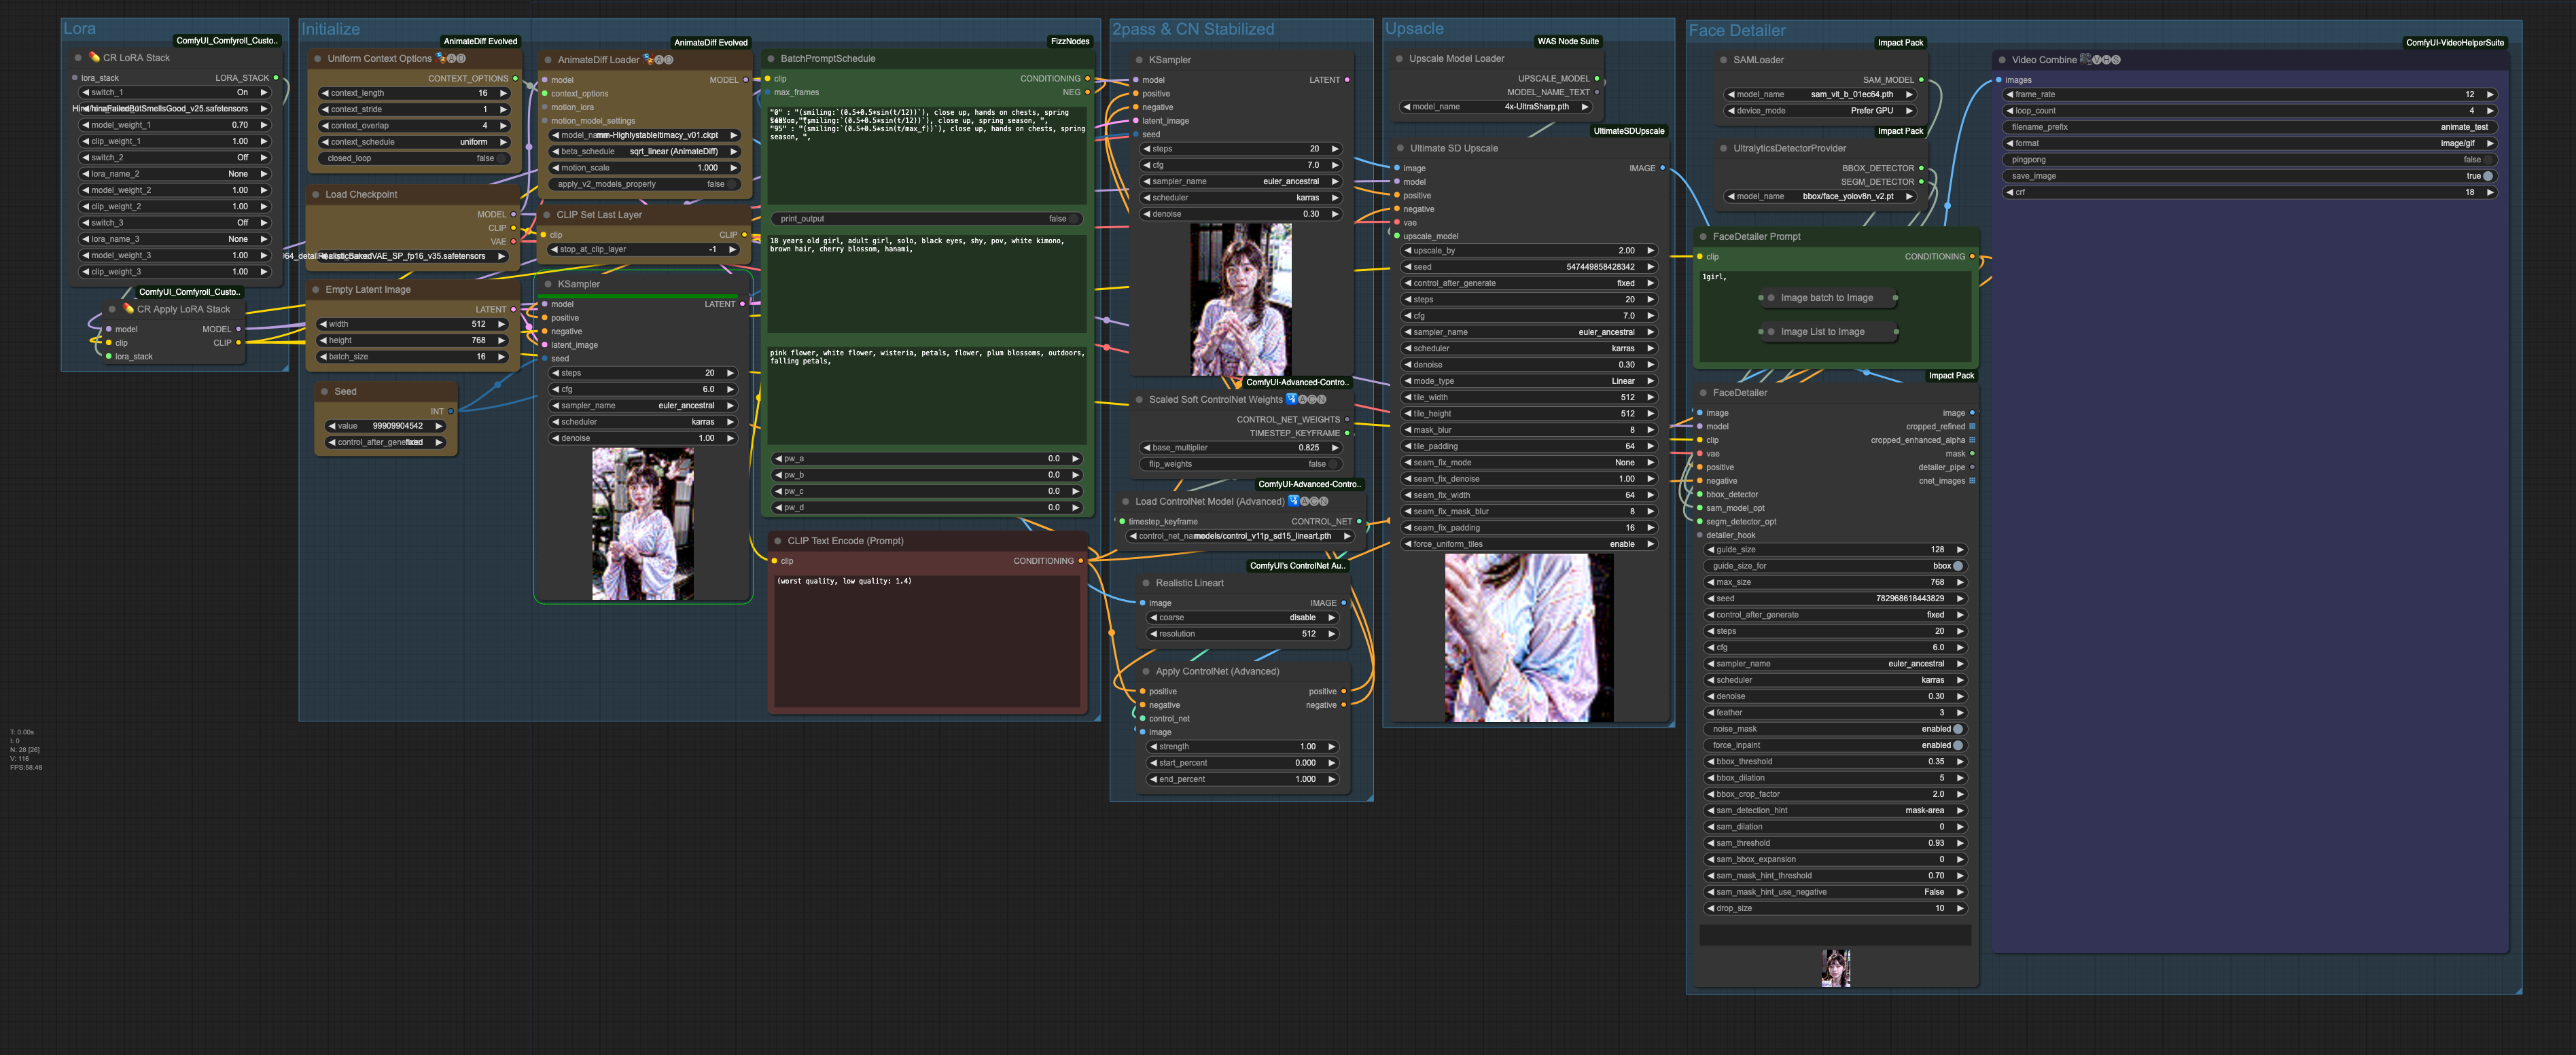 Lora
ComfyUI_Comfyroll_Custo..
CR LoRA Stack
lora_stack LORA_STACK
switch_1 On
model_weight_1 0.70
clip_weight_1 1.00
switch_2 Off
lora_name_2 None
model_weight_2 1.00
clip_weight_2 1.00
switch_3 Off
lora_name_3 None
model_weight_3 1.00
clip_weight_3 1.00
ComfyUI_Comfyroll_Custo..
CR Apply LoRA Stack
model MODEL
clip CLIP
lora_stack
Initialize
AnimateDiff Evolved
Uniform Context Options
CONTEXT_OPTIONS
context_length 16
context_stride 1
context_overlap 4
context_schedule uniform
closed_loop false
Load Checkpoint
MODEL
CLIP
VAE
Empty Latent Image
LATENT
width 512
height 768
batch_size 16
Seed
INT
value 99909904542
control_after_generate fixed
AnimateDiff Evolved
AnimateDiff Loader
model MODEL
context_options
motion_lora
motion_model_settings
mm-HighlystableItimacy_v01.ckpt
beta_schedule sqrt_linear (AnimateDiff)
motion_scale 1.000
apply_v2_models_properly false
CLIP Set Last Layer
clip CLIP
stop_at_clip_layer -1
KSampler
model LATENT
positive
negative
latent_image
seed
steps 20
cfg 6.0
sampler_name euler_ancestral
scheduler karras
denoise 1.00
FizzNodes
BatchPromptSchedule
clip CONDITIONING
max_frames NEG
"0" : "(smiling:`(0.5+0.5*sin(t/12))`), close up, hands on chests, spring
"95" : "(smiling:`(0.5+0.5*sin(t/max_f))`), close up, hands on chests, spring
season, ",
print_output false
18 years old girl, adult girl, solo, black eyes, shy, pov, white kimono,
brown hair, cherry blossom, hanami,
pink flower, white flower, wisteria, petals, flower, plum blossoms, outdoors,
falling petals,
pw_a 0.0
pw_b 0.0
pw_c 0.0
pw_d 0.0
CLIP Text Encode (Prompt)
clip CONDITIONING
(worst quality, low quality: 1.4)
2pass & CN Stabilized
KSampler
model LATENT
positive
negative
latent_image
seed
steps 20
cfg 7.0
sampler_name euler_ancestral
scheduler karras
denoise 0.30
ComfyUI-Advanced-Contro..
Scaled Soft ControlNet Weights
CONTROL_NET_WEIGHTS
TIMESTEP_KEYFRAME
base_multiplier 0.825
flip_weights false
ComfyUI-Advanced-Contro..
Load ControlNet Model (Advanced)
timestep_keyframe CONTROL_NET
models/control_v11p_sd15_lineart.pth
ComfyUI's ControlNet Au..
Realistic Lineart
image IMAGE
coarse disable
resolution 512
Apply ControlNet (Advanced)
positive positive
negative negative
control_net
image
strength 1.00
start_percent 0.000
end_percent 1.000
Upsacle
WAS Node Suite
Upscale Model Loader
UPSCALE_MODEL
MODEL_NAME_TEXT
model_name 4x-UltraSharp.pth
UltimateSDUpscale
Ultimate SD Upscale
image IMAGE
model
positive
negative
vae
upscale_model
upscale_by 2.00
seed 547449858428342
control_after_generate fixed
steps 20
cfg 7.0
sampler_name euler_ancestral
scheduler karras
denoise 0.30
mode_type Linear
tile_width 512
tile_height 512
mask_blur 8
tile_padding 64
seam_fix_mode None
seam_fix_denoise 1.00
seam_fix_width 64
seam_fix_mask_blur 8
seam_fix_padding 16
force_uniform_tiles enable
Face Detailer
Impact Pack
SAMLoader
SAM_MODEL
model_name sam_vit_b_01ec64.pth
device_mode Prefer GPU
Impact Pack
UltralyticsDetectorProvider
BBOX_DETECTOR
SEGM_DETECTOR
model_name bbox/face_yolov8n_v2.pt
FaceDetailer Prompt
clip CONDITIONING
1girl,
Image batch to Image
Image List to Image
Impact Pack
FaceDetailer
image image
model cropped_refined
clip cropped_enhanced_alpha
vae mask
positive detailer_pipe
negative cnet_images
bbox_detector
sam_model_opt
segm_detector_opt
detailer_hook
guide_size 128
guide_size_for bbox
max_size 768
seed 782968618443829
control_after_generate fixed
steps 20
cfg 6.0
sampler_name euler_ancestral
scheduler karras
denoise 0.30
feather 3
noise_mask enabled
force_inpaint enabled
bbox_threshold 0.35
bbox_dilation 5
bbox_crop_factor 2.0
sam_detection_hint mask-area
sam_dilation 0
sam_threshold 0.93
sam_bbox_expansion 0
sam_mask_hint_threshold 0.70
sam_mask_hint_use_negative False
drop_size 10
ComfyUI-VideoHelperSuite
Video Combine
images
frame_rate 12
loop_count 4
filename_prefix animate_test
format image/gif
pingpong false
save_image true
crf 18
T: 0.00s
I: 0
N: 28 [26]
V: 116
FPS:58.48